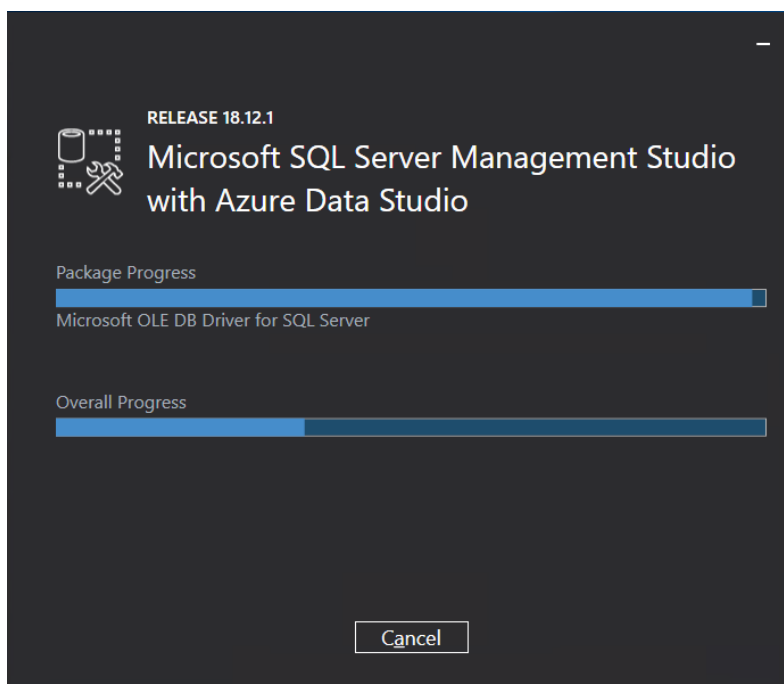 RELEASE 18.12.1
Microsoft SQL Server Management Studio
with Azure Data Studio
Package Progress
Microsoft OLE DB Driver for SQL Server
Overall Progress
Cancel